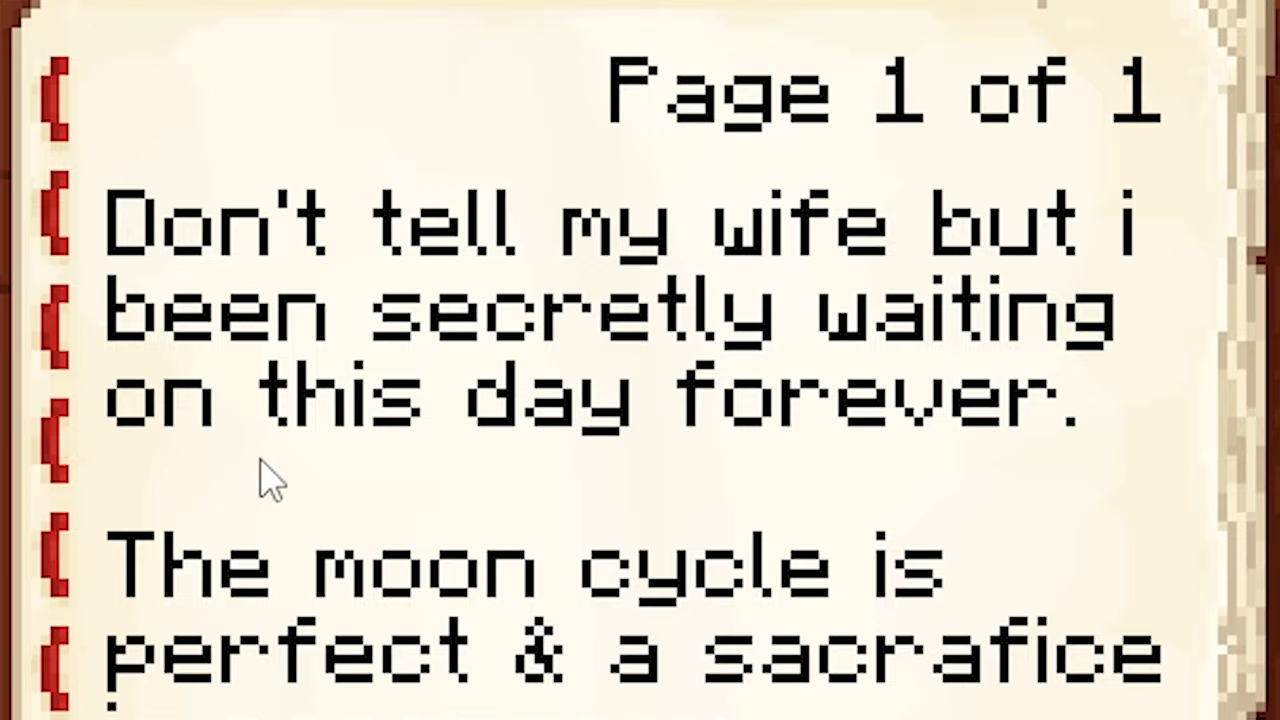 Page 1 of 1
Don't tell my wife but i
been secretly waiting
on this day forever.
The moon cycle is
perfect & a sacrafice